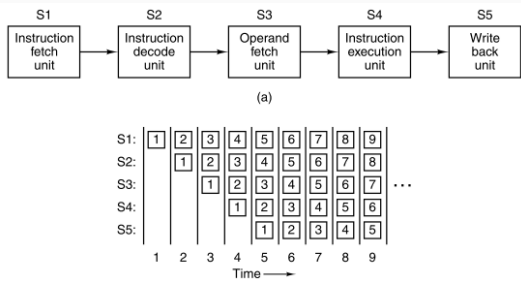 S1 S2 S3 S4 S5
Instruction fetch unit
Instruction decode unit
Operand fetch unit
Instruction execution unit
Write back unit
(a)
S1: 1 2 3 4 5 6 7 8 9
S2: 1 2 3 4 5 6 7 8
S3: 1 2 3 4 5 6 7 ...
S4: 1 2 3 4 5 6
S5: 1 2 3 4 5
1 2 3 4 5 6 7 8 9
Time